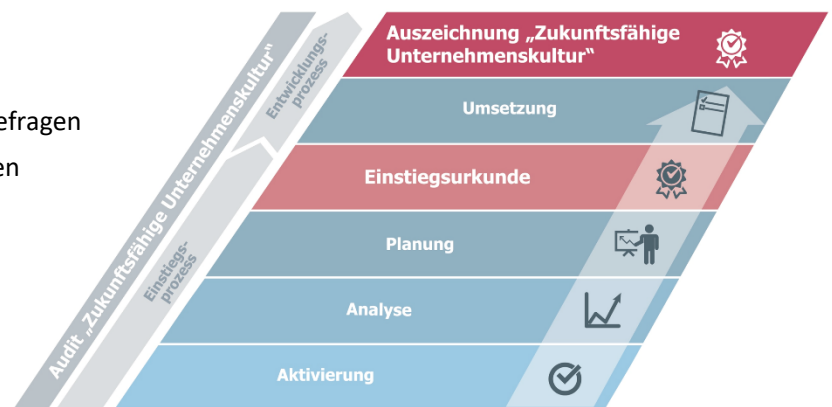 efragen
en
Audit „Zukunftsfähige Unternehmenskultur“
Einstiegs-
prozess
Entwicklungs-
prozess
Auszeichnung „Zukunftsfähige
Unternehmenskultur“
Umsetzung
Einstiegsurkunde
Planung
Analyse
Aktivierung